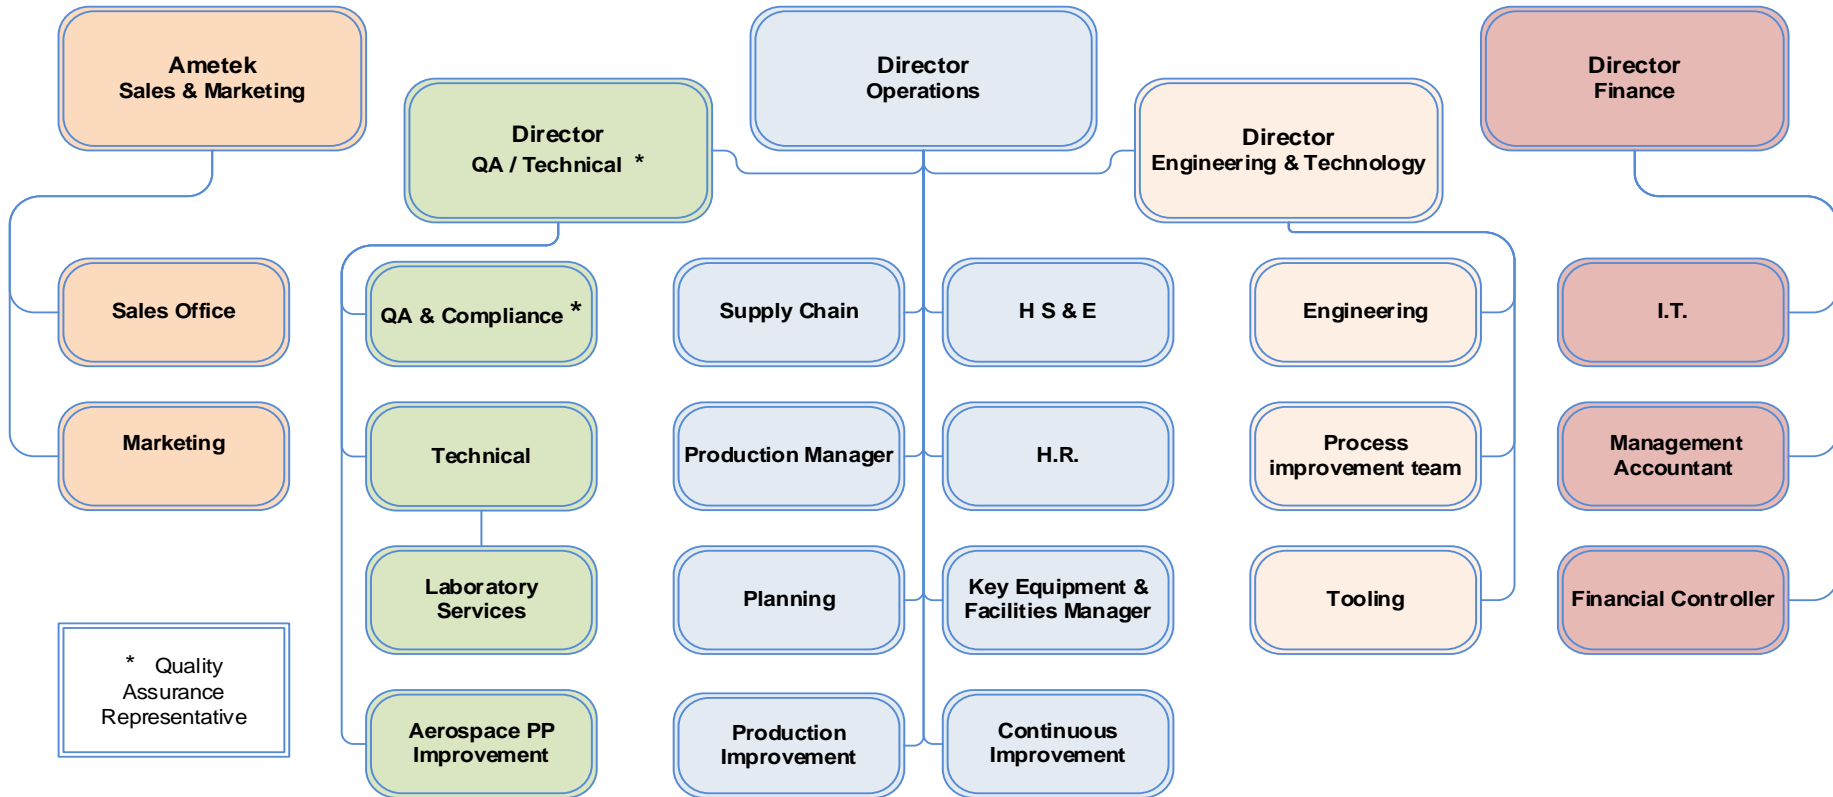 Ametek
Sales & Marketing
Director
Operations
Director
Finance
Director
QA / Technical *
Director
Engineering & Technology
Sales Office
QA & Compliance *
Supply Chain
H S & E
Engineering
I.T.
Marketing
Technical
Production Manager
H.R.
Process
improvement team
Management
Accountant
Laboratory
Services
Planning
Key Equipment &
Facilities Manager
Tooling
Financial Controller
* Quality
Assurance
Representative
Aerospace PP
Improvement
Production
Improvement
Continuous
Improvement